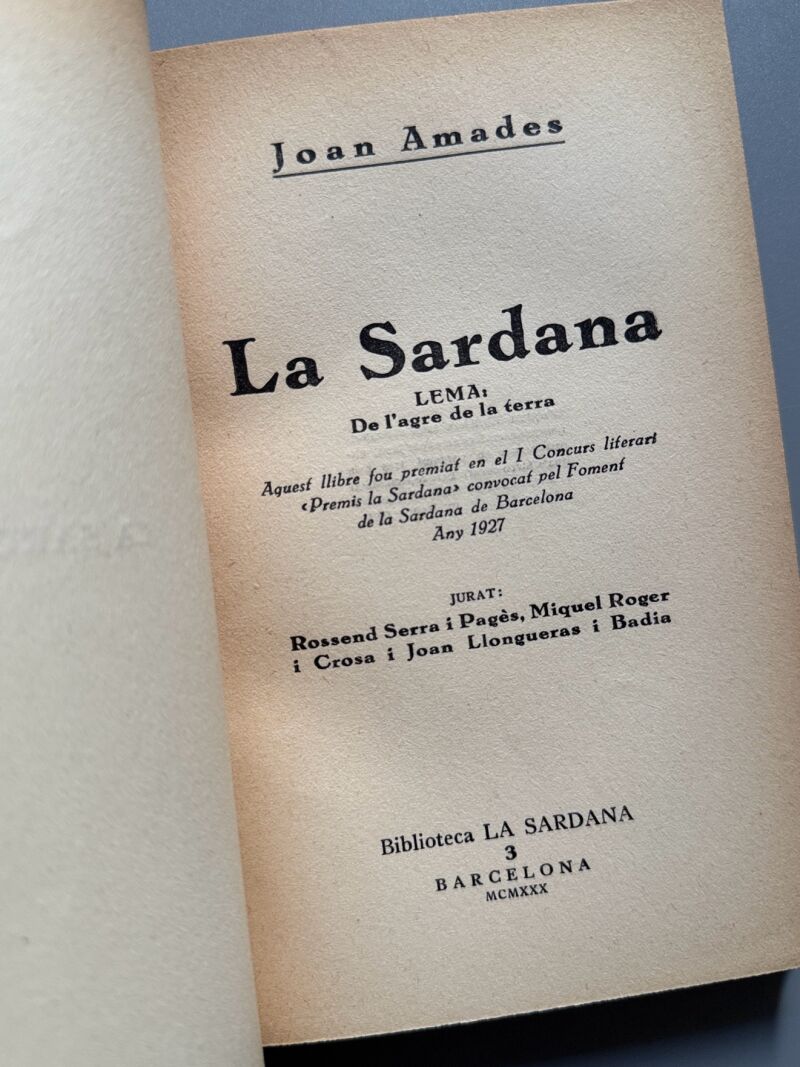 Joan Amades
La Sardana
LEMA:
De l'agre de la terra
Aquest llibre fou premiat en el I Concurs literari
«Premis la Sardana» convocat pel Foment
de la Sardana de Barcelona
Any 1927
JURAT:
Rossend Serra i Pagès, Miquel Roger
i Crosa i Joan Llongueras i Badia
Biblioteca LA SARDANA
3
BARCELONA
MCMXXX